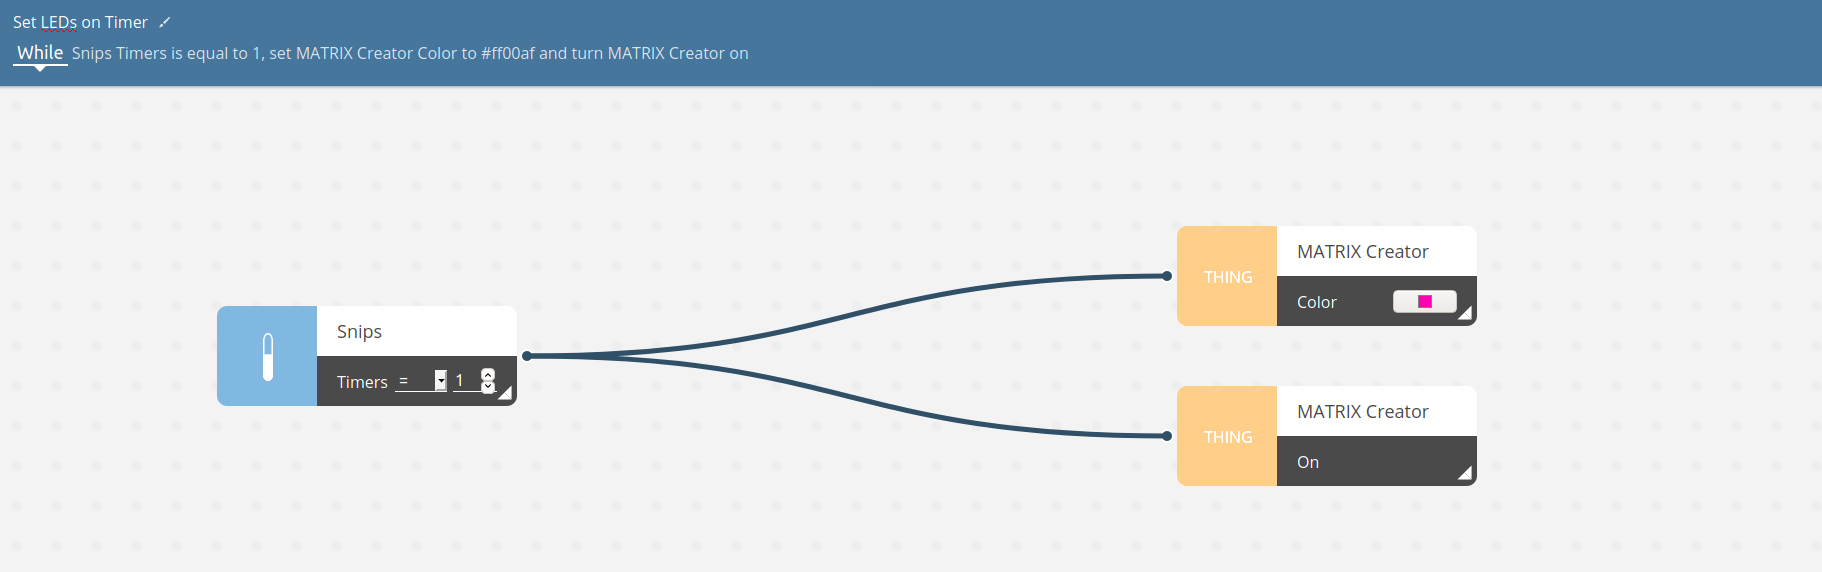 Set LEDs on Timer
While Snips Timers is equal to 1, set MATRIX Creator Color to #ff00af and turn MATRIX Creator on
Snips
Timers = 1
THING
MATRIX Creator
Color
THING
MATRIX Creator
On